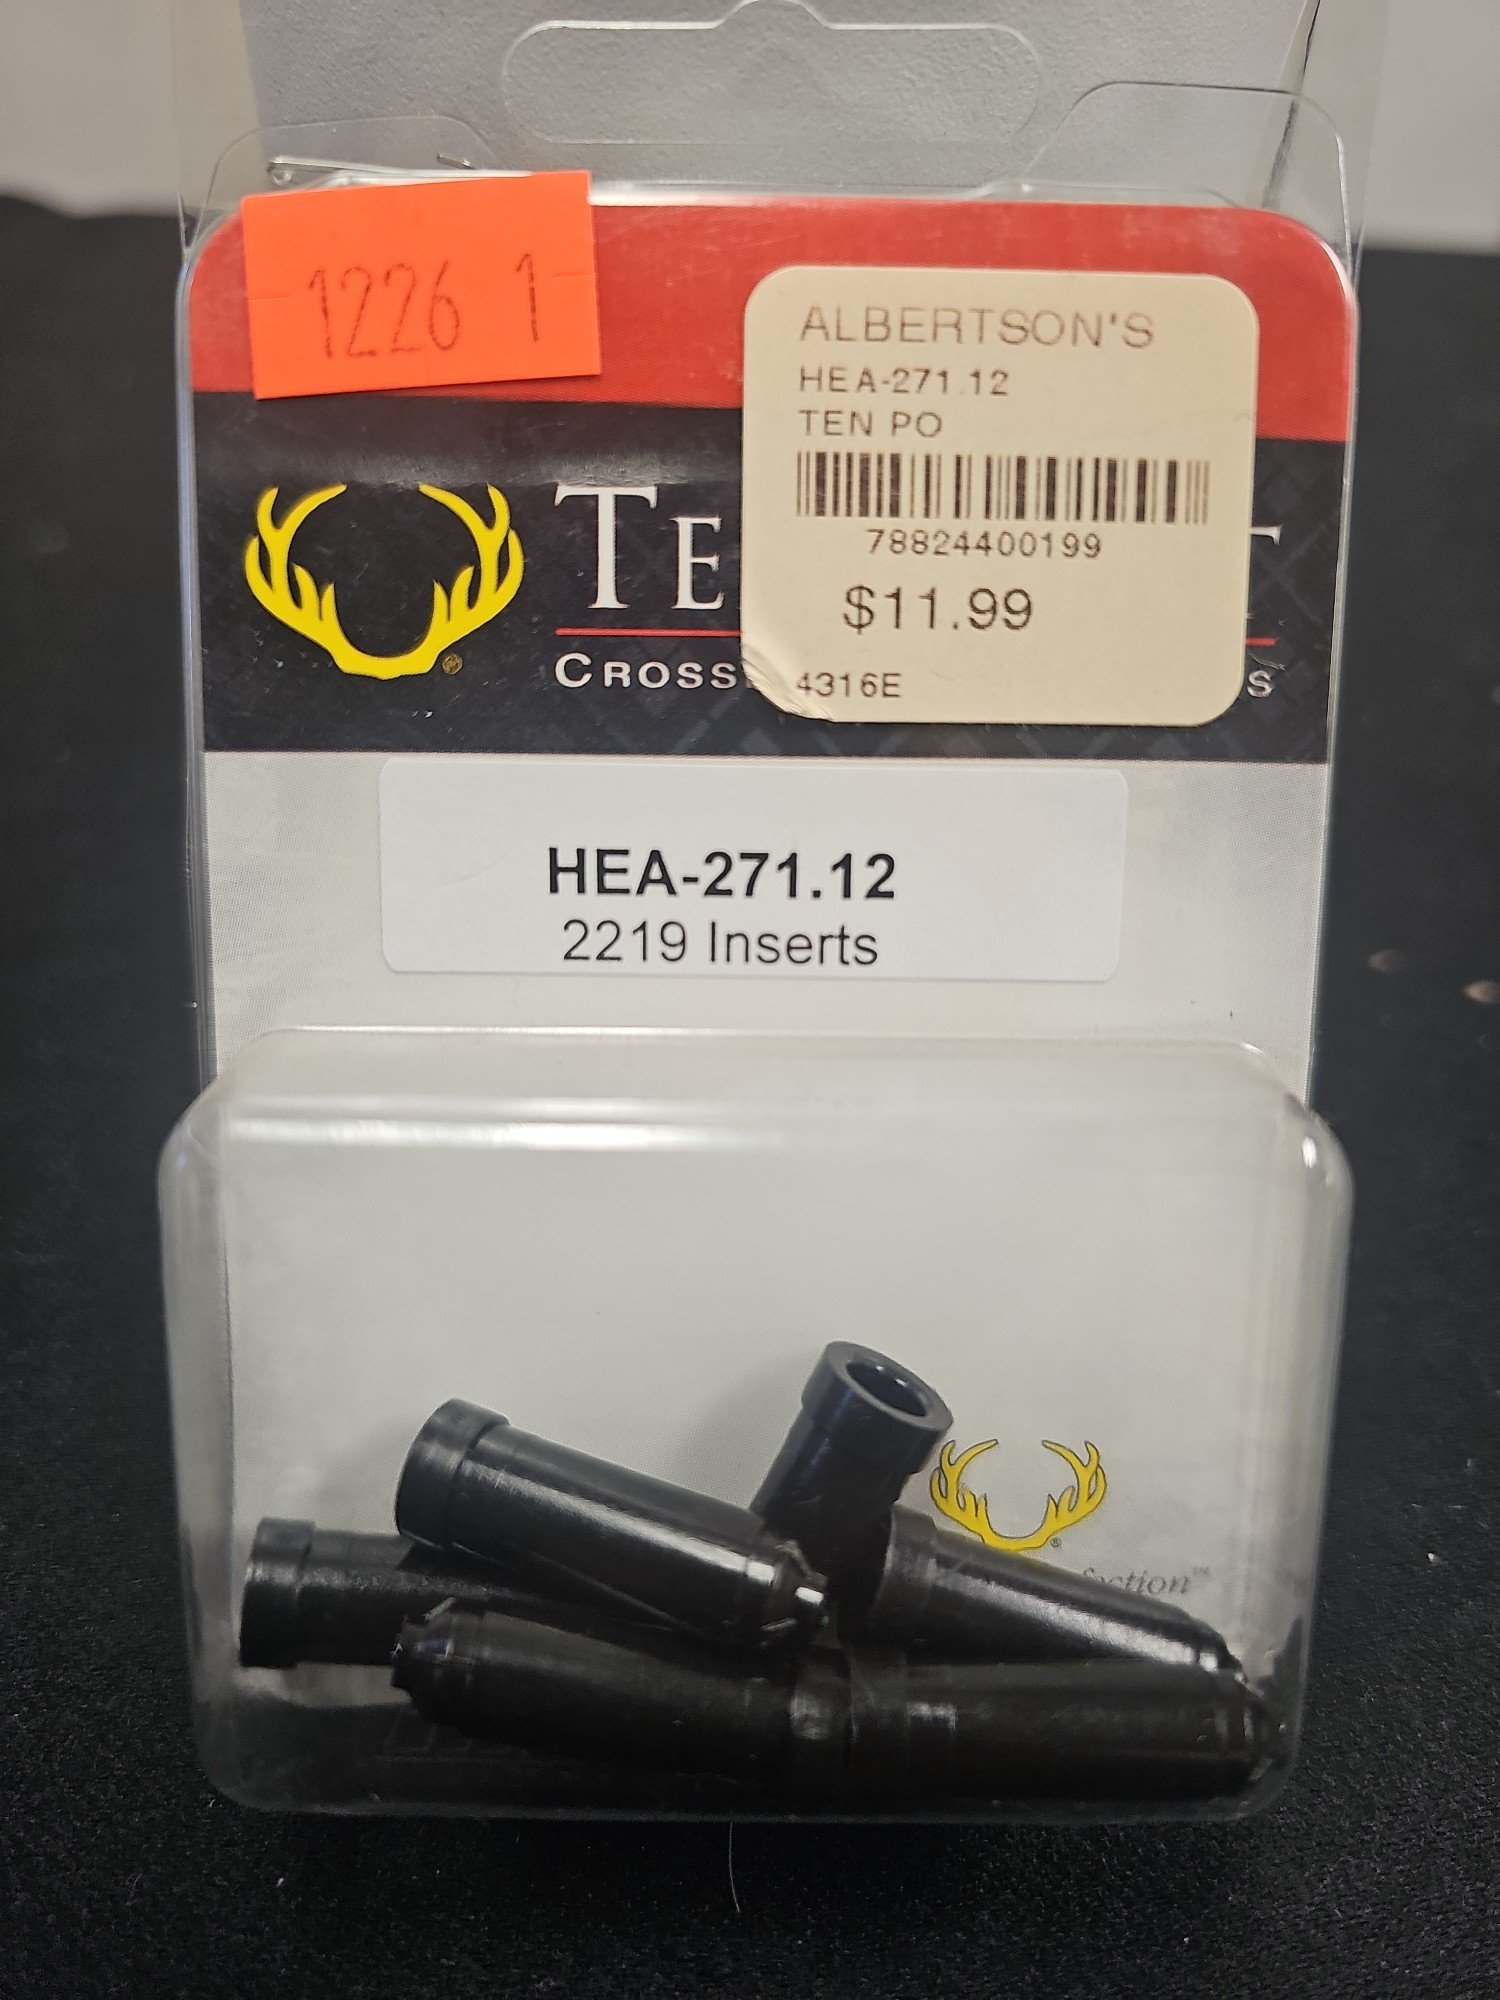 1226 1
ALBERTSON'S
HEA-271.12
TEN PO
78824400199
$11.99
4316E
HEA-271.12
2219 Inserts